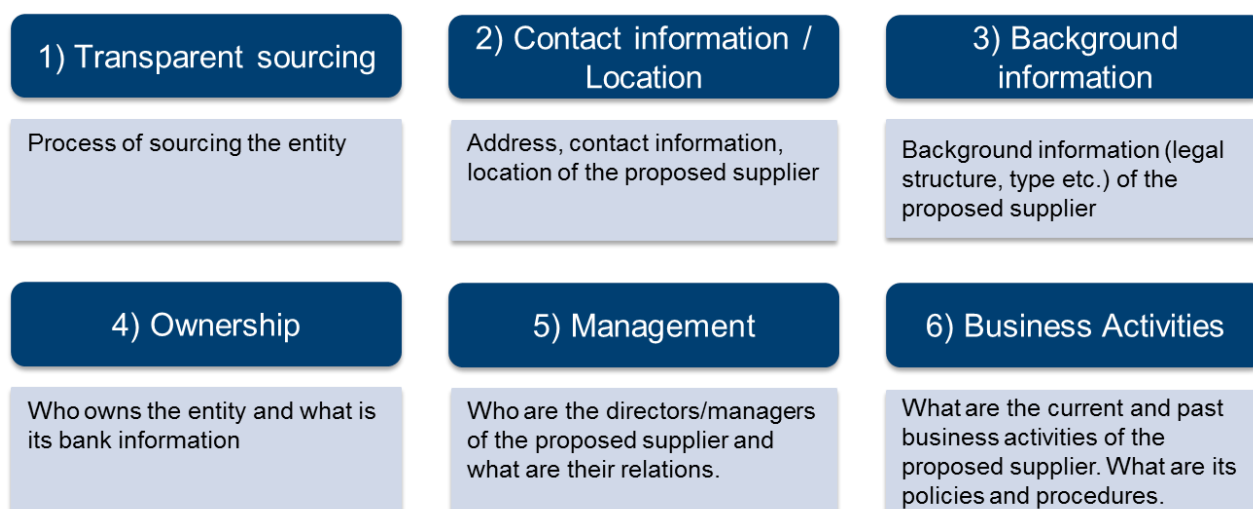 1) Transparent sourcing
Process of sourcing the entity
2) Contact information /
Location
Address, contact information,
location of the proposed supplier
3) Background
information
Background information (legal
structure, type etc.) of the
proposed supplier
4) Ownership
Who owns the entity and what is
its bank information
5) Management
Who are the directors/managers
of the proposed supplier and
what are their relations.
6) Business Activities
What are the current and past
business activities of the
proposed supplier. What are its
policies and procedures.